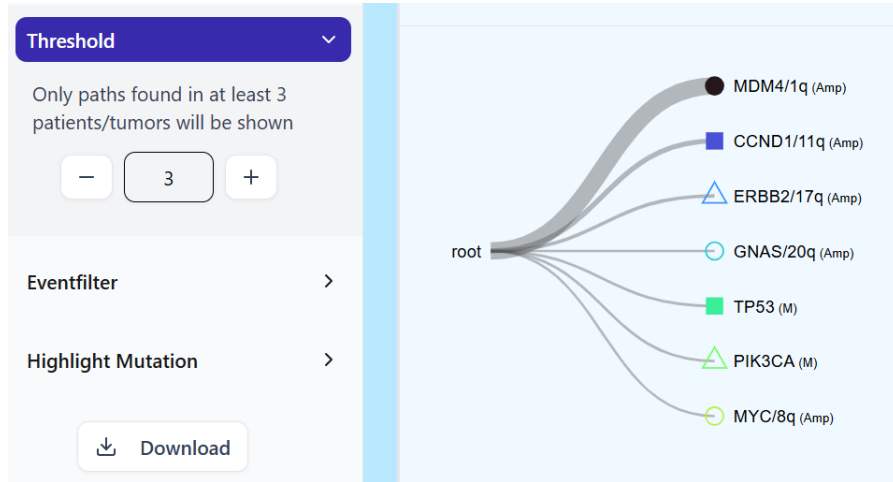 Threshold
Only paths found in at least 3
patients/tumors will be shown
− 3 +
Eventfilter
Highlight Mutation
Download
root
MDM4/1q (Amp)
CCND1/11q (Amp)
ERBB2/17q (Amp)
GNAS/20q (Amp)
TP53 (M)
PIK3CA (M)
MYC/8q (Amp)